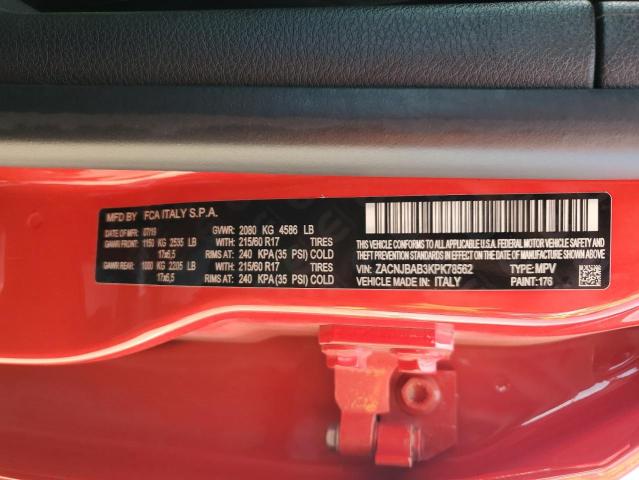 MFD BY FCA ITALY S.P.A.
DATE OF MFR 07/19 GVWR: 2080 KG 4586 LB
GAWR FRONT: 1150 KG 2535 LB WITH: 215/60 R17 TIRES
17x6,5 RIMS AT: 240 KPA(35 PSI) COLD
GAWR REAR: 1000 KG 2205 LB WITH: 215/60 R17 TIRES
17x6,5 RIMS AT: 240 KPA(35 PSI) COLD
THIS VEHICLE CONFORMS TO ALL APPLICABLE
FEDERAL MOTOR VEHICLE SAFETY, BUMPER, AND
THEFT PREVENTION STANDARDS IN EFFECT ON THE DATE OF
MANUFACTURE SHOWN ABOVE
VIN: ZACNJBAB3KPK78562 TYPE: MPV
VEHICLE MADE IN: ITALY PAINT: 176